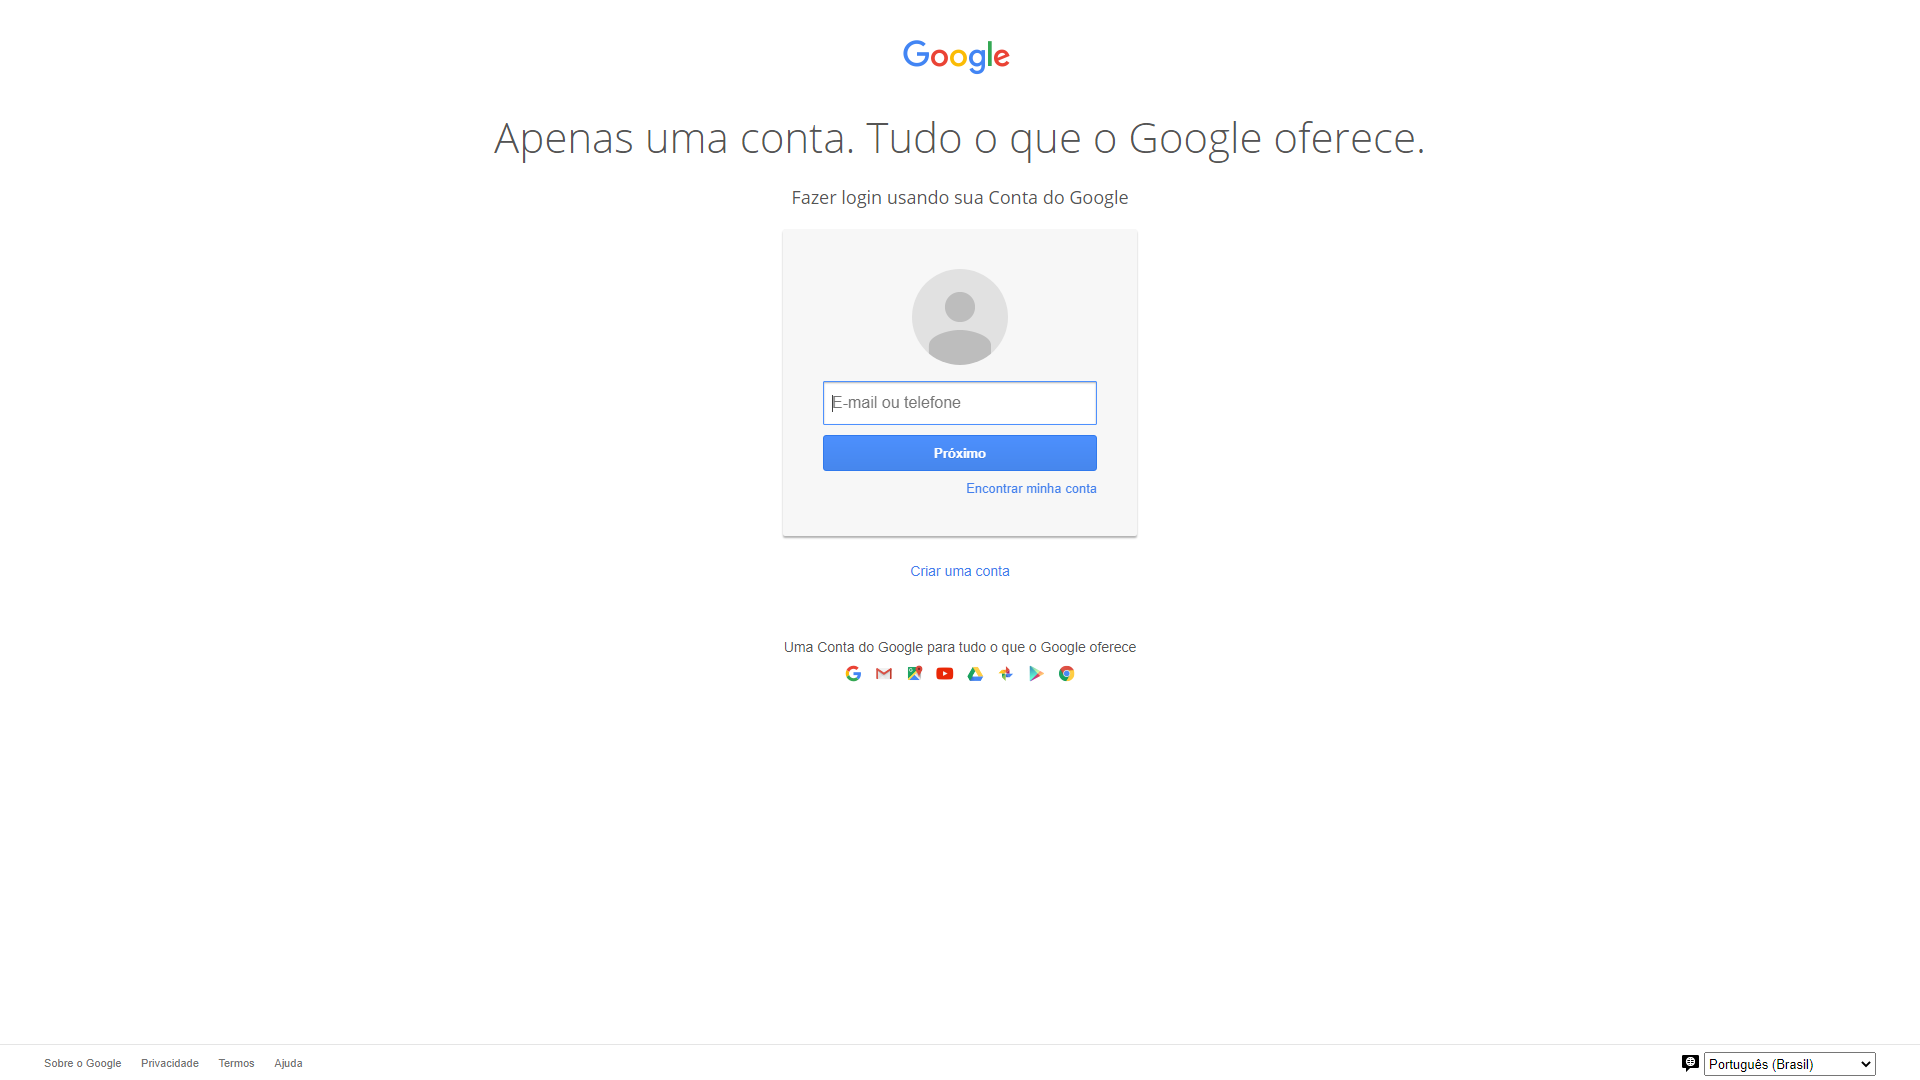 Google
Apenas uma conta. Tudo o que o Google oferece.
Fazer login usando sua Conta do Google
E-mail ou telefone
Próximo
Encontrar minha conta
Criar uma conta
Uma Conta do Google para tudo o que o Google oferece
Sobre o Google Privacidade Termos Ajuda Português (Brasil)